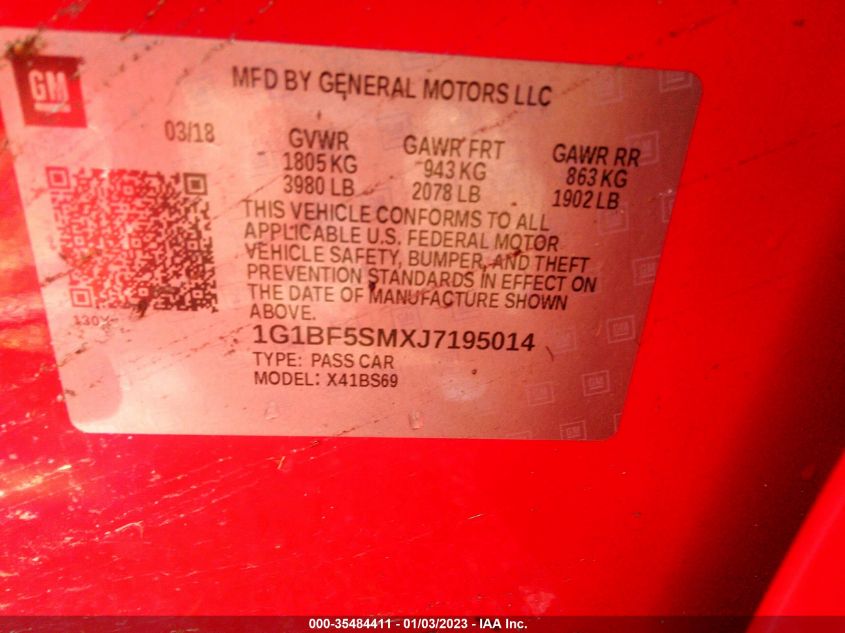 GM
MFD BY GENERAL MOTORS LLC
03/18
GVWR
1805 KG
3980 LB
GAWR FRT
943 KG
2078 LB
GAWR RR
863 KG
1902 LB
THIS VEHICLE CONFORMS TO ALL
APPLICABLE U.S. FEDERAL MOTOR
VEHICLE SAFETY, BUMPER, AND THEFT
PREVENTION STANDARDS IN EFFECT ON
THE DATE OF MANUFACTURE SHOWN
ABOVE.
1G1BF5SMXJ7195014
TYPE: PASS CAR
MODEL: X41BS69
000-35484411 - 01/03/2023 - IAA Inc.